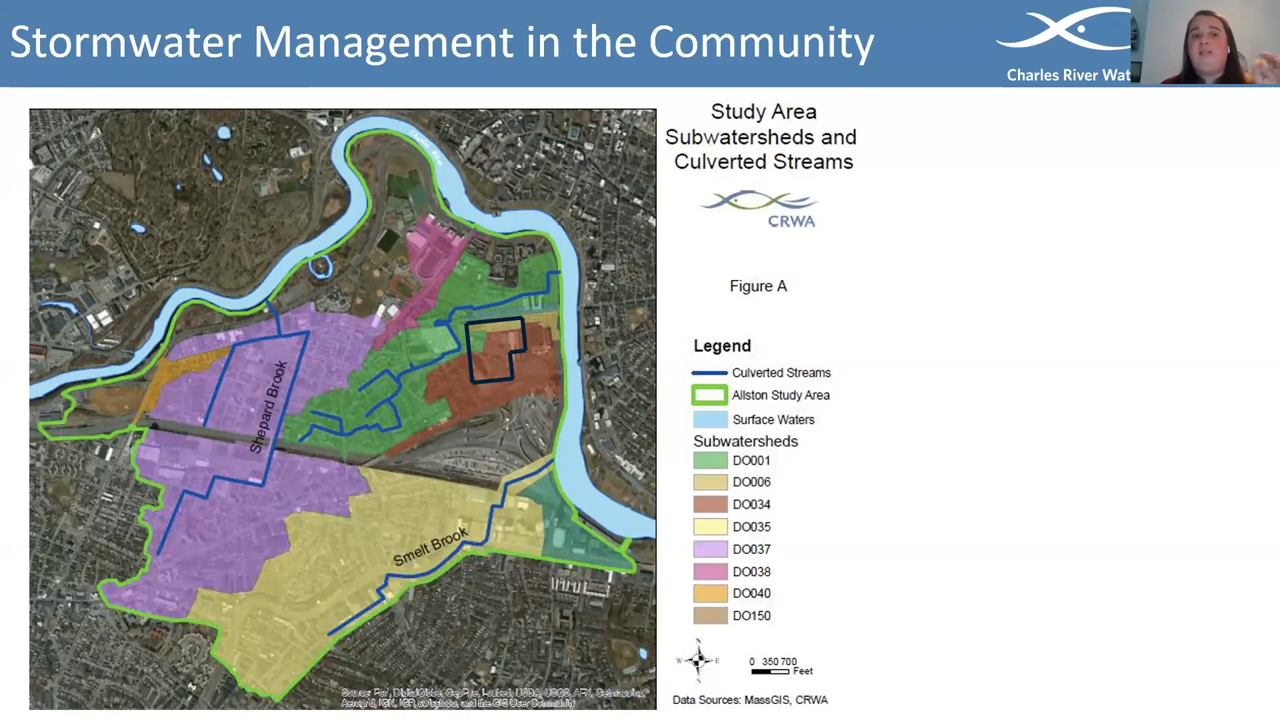 Stormwater Management in the Community
Charles River Wat
Study Area
Subwatersheds and
Culverted Streams
CRWA
Figure A
Legend
Culverted Streams
Allston Study Area
Surface Waters
Subwatersheds
DO001
DO006
DO034
DO035
DO037
DO038
DO040
DO150
N
W E
S
0 350 700
Feet
Data Sources: MassGIS, CRWA
Shepard Brook
Smelt Brook
Community